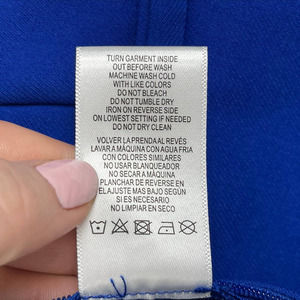 TURN GARMENT INSIDE
OUT BEFORE WASH
MACHINE WASH COLD
WITH LIKE COLORS
DO NOT BLEACH
DO NOT TUMBLE DRY
IRON ON REVERSE SIDE
ON LOWEST SETTING IF NEEDED
DO NOT DRY CLEAN
VOLVER LA PRENDA AL REVÉS
LAVAR A MÁQUINA CON AGUA FRIA
CON COLORES SIMILARES
NO USAR BLANQUEADOR
NO SECAR A MÁQUINA
PLANCHAR DE REVERSE EN
EL AJUSTE MAS BAJO SEGÚN
SI ES NECESARIO
NO LIMPIAR EN SECO